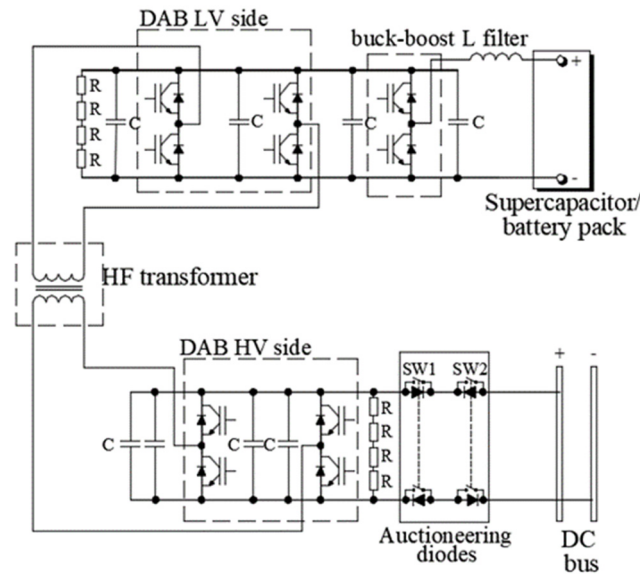 DAB LV side
buck-boost L filter
R
R
R
R
C
C
C
C
+
-
Supercapacitor/
battery pack
HF transformer
DAB HV side
SW1 SW2
+ -
C
C
R
R
R
R
Auctioneering
diodes
DC
bus